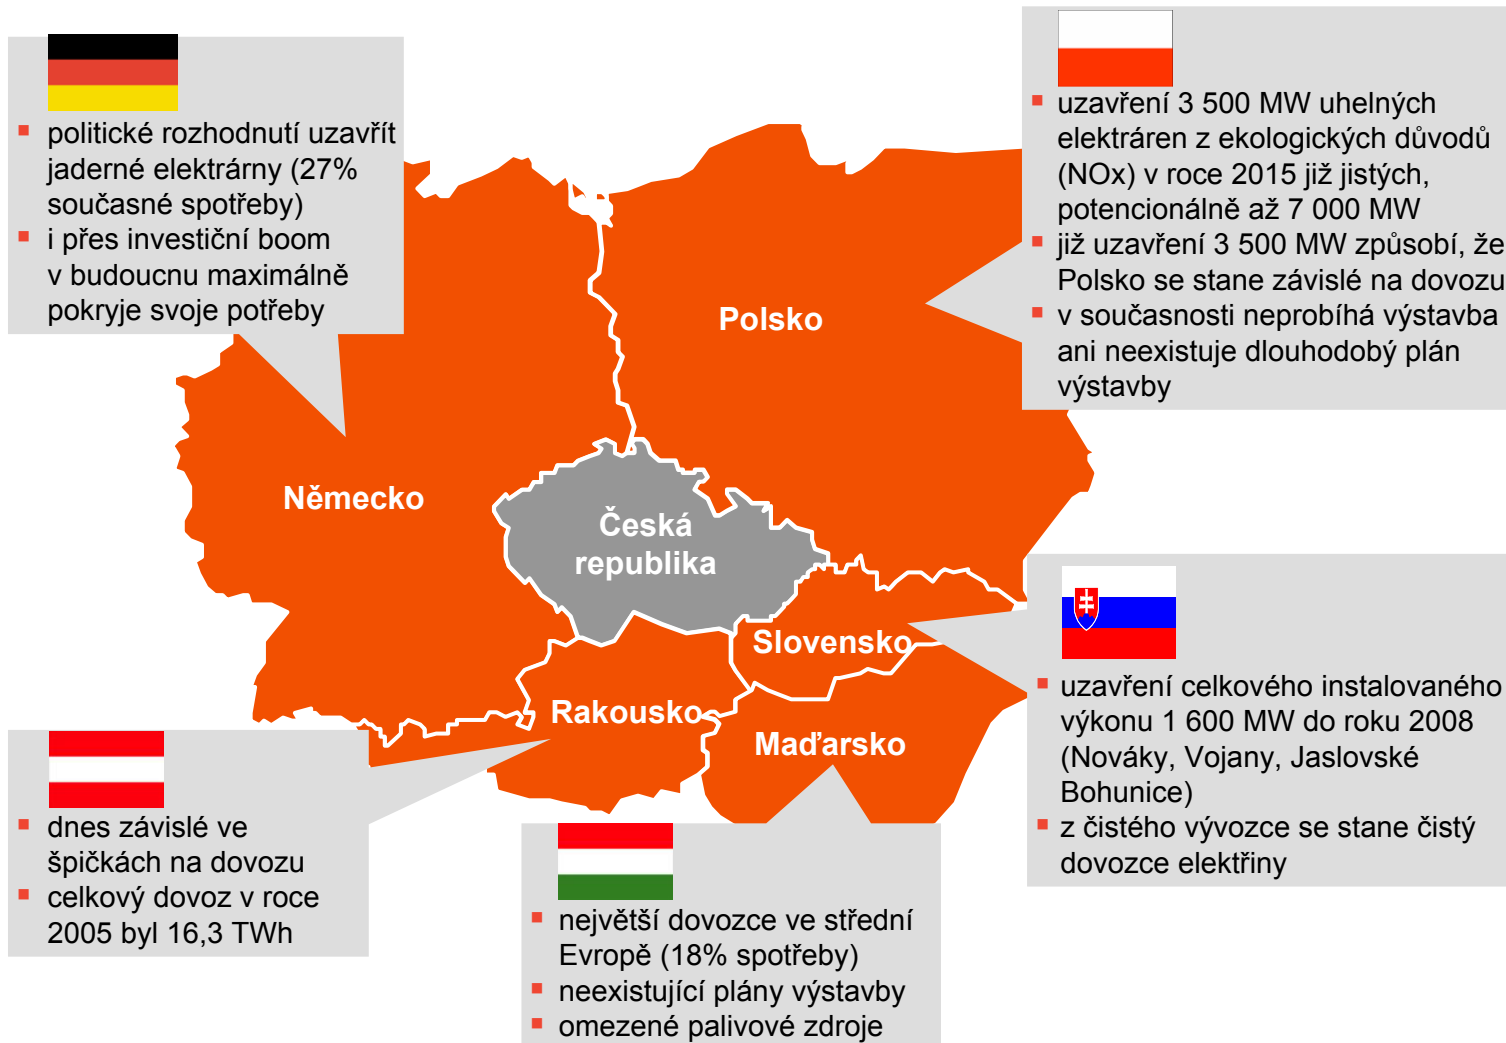 politické rozhodnutí uzavřít
jaderné elektrárny (27%
současné spotřeby)
i přes investiční boom
v budoucnu maximálně
pokryje svoje potřeby
uzavření 3 500 MW uhelných
elektráren z ekologických důvodů
(NOx) v roce 2015 již jistých,
potencionálně až 7 000 MW
již uzavření 3 500 MW způsobí, že
Polsko se stane závislé na dovozu
v současnosti neprobíhá výstavba
ani neexistuje dlouhodobý plán
výstavby
Polsko
Německo
Česká
republika
Slovensko
Rakousko
Maďarsko
uzavření celkového instalovaného
výkonu 1 600 MW do roku 2008
(Nováky, Vojany, Jaslovské
Bohunice)
z čistého vývozce se stane čistý
dovozce elektřiny
dnes závislé ve
špičkách na dovozu
celkový dovoz v roce
2005 byl 16,3 TWh
největší dovozce ve střední
Evropě (18% spotřeby)
neexistující plány výstavby
omezené palivové zdroje